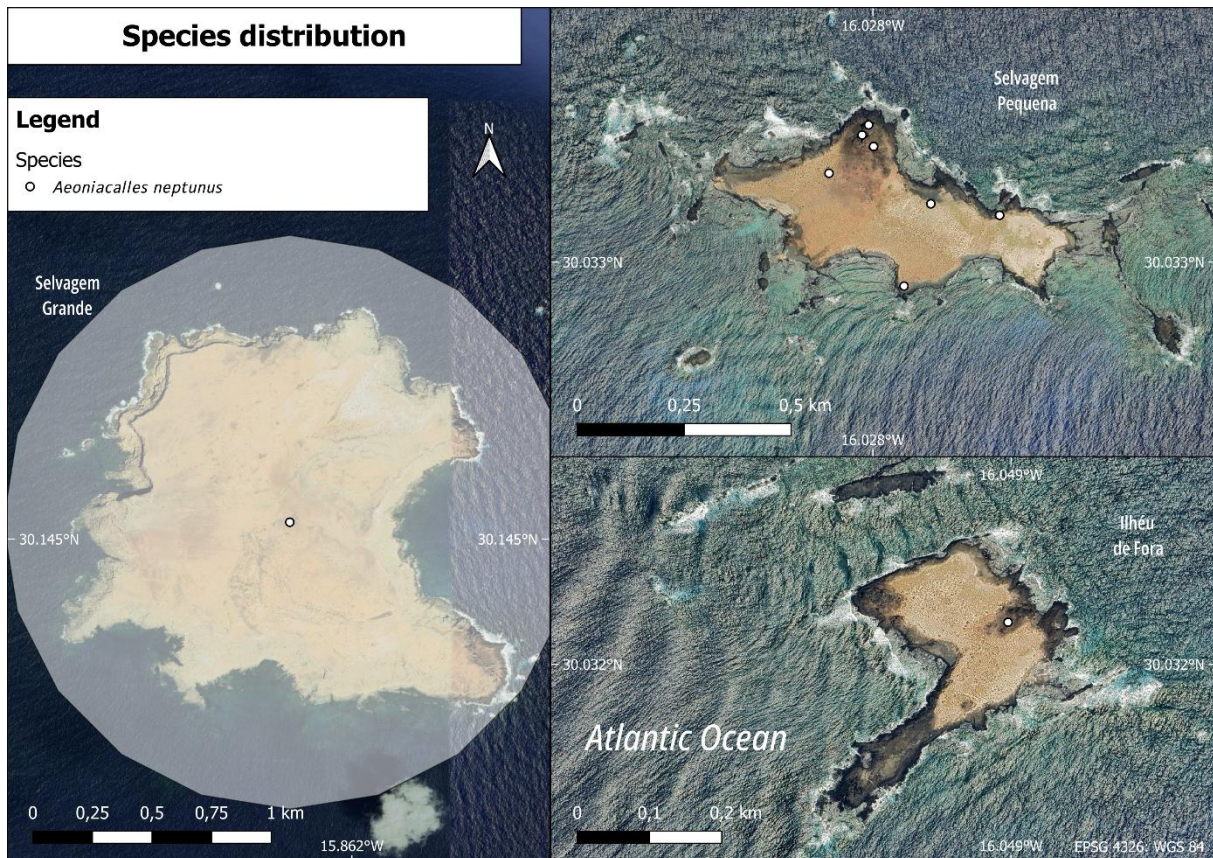 Species distribution
Legend
Species
Aeoniacalles neptunus
N
Selvagem
Grande
30.145°N
30.145°N
0 0,25 0,5 0,75 1 km
15.862°W
16.028°W
Selvagem
Pequena
30.033°N
30.033°N
0 0,25 0,5 km
16.028°W
16.049°W
Ilhéu
de Fora
30.032°N
30.032°N
Atlantic Ocean
0 0,1 0,2 km
16.049°W
EPSG 4326: WGS 84